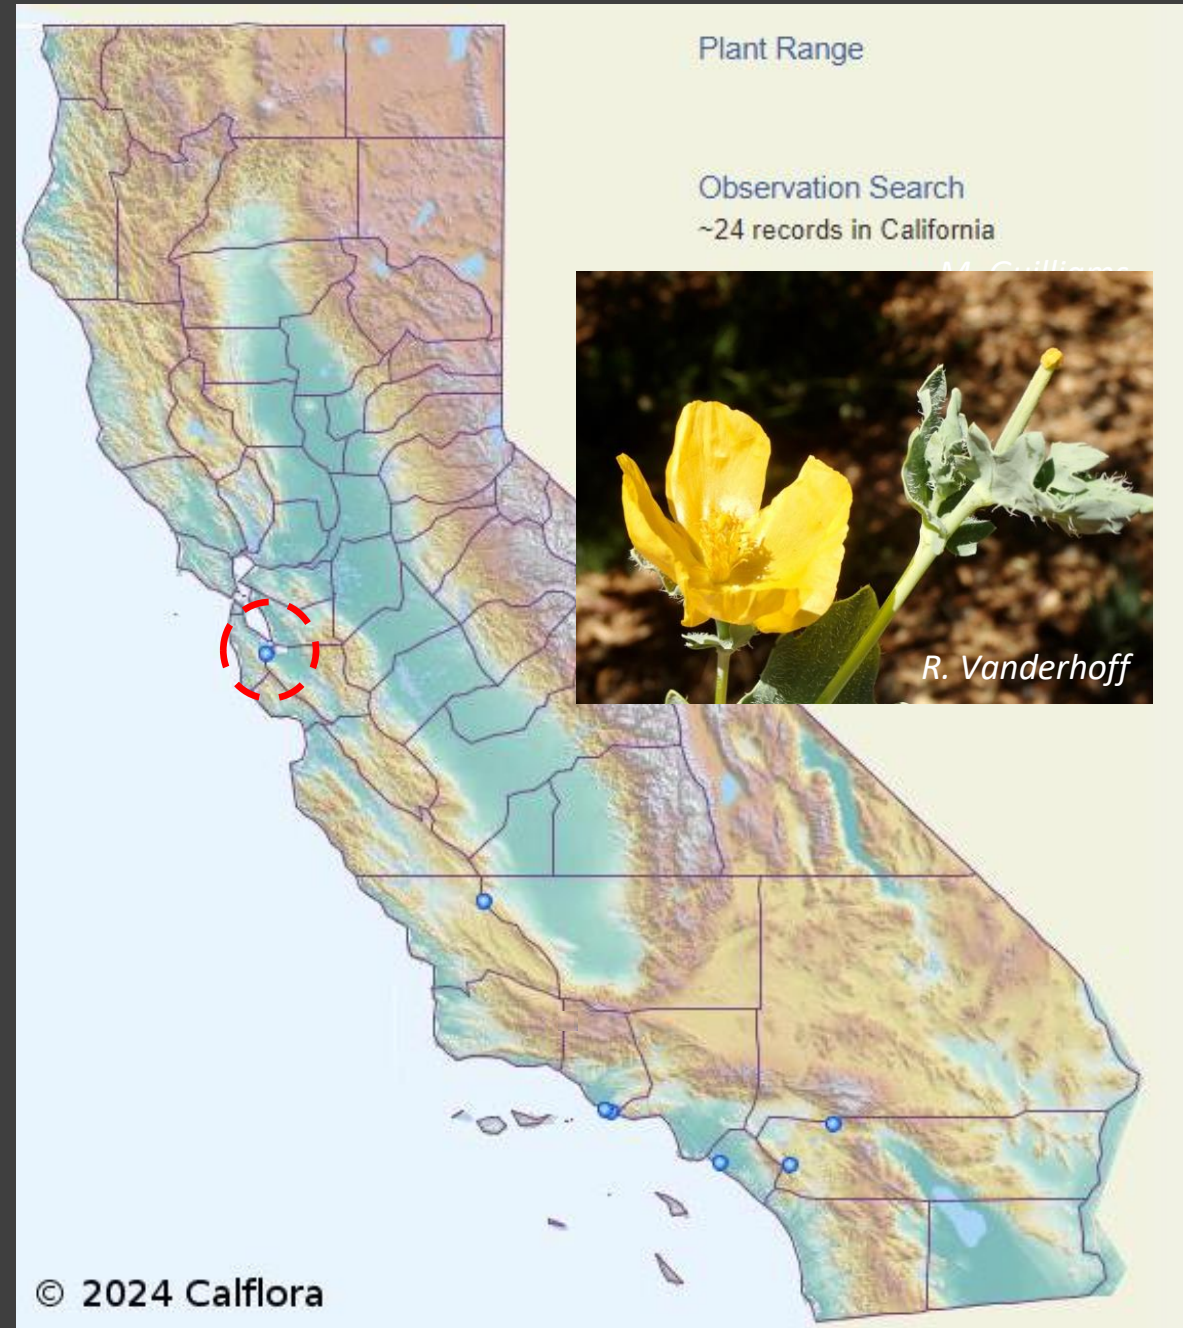 Plant Range
Observation Search
~24 records in California
R. Vanderhoff
© 2024 Calflora